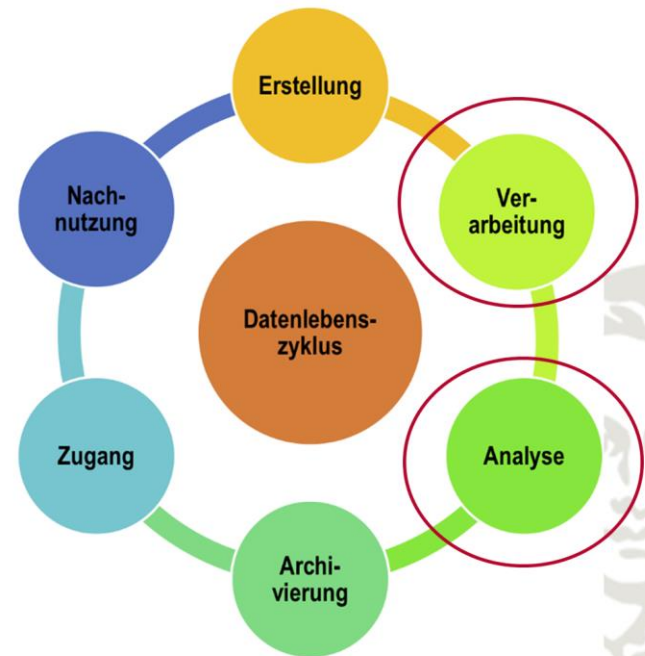 Erstellung
Ver-
arbeitung
Analyse
Archi-
vierung
Zugang
Nach-
nutzung
Datenlebens-
zyklus